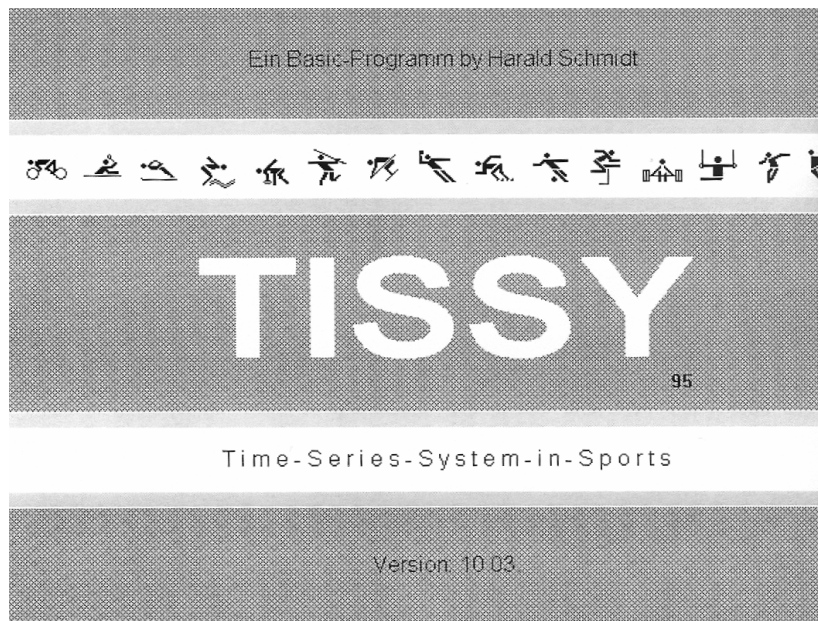 Ein Basic-Programm by Harald Schmidt
TISSY
95
Time-Series-System-in-Sports
Version: 10.03.